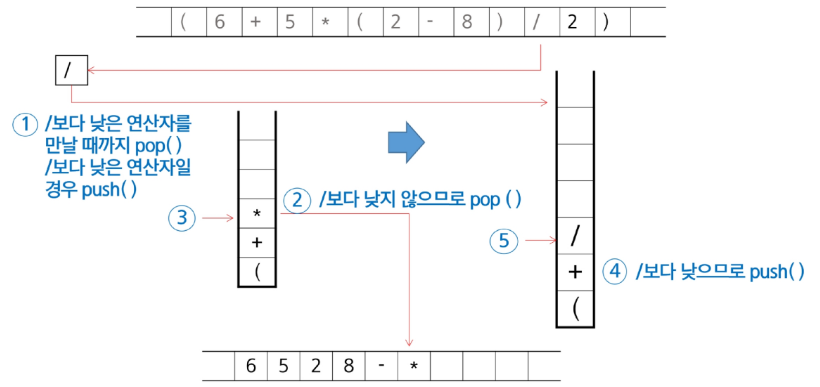 ( 6 + 5 * ( 2 - 8 ) / 2 )
/
① /보다 낮은 연산자를
만날 때까지 pop( )
/보다 낮은 연산자일
경우 push( )
② /보다 낮지 않으므로 pop ( )
③
*
+
(
⑤
/
+
(
④ /보다 낮으므로 push( )
6 5 2 8 - *